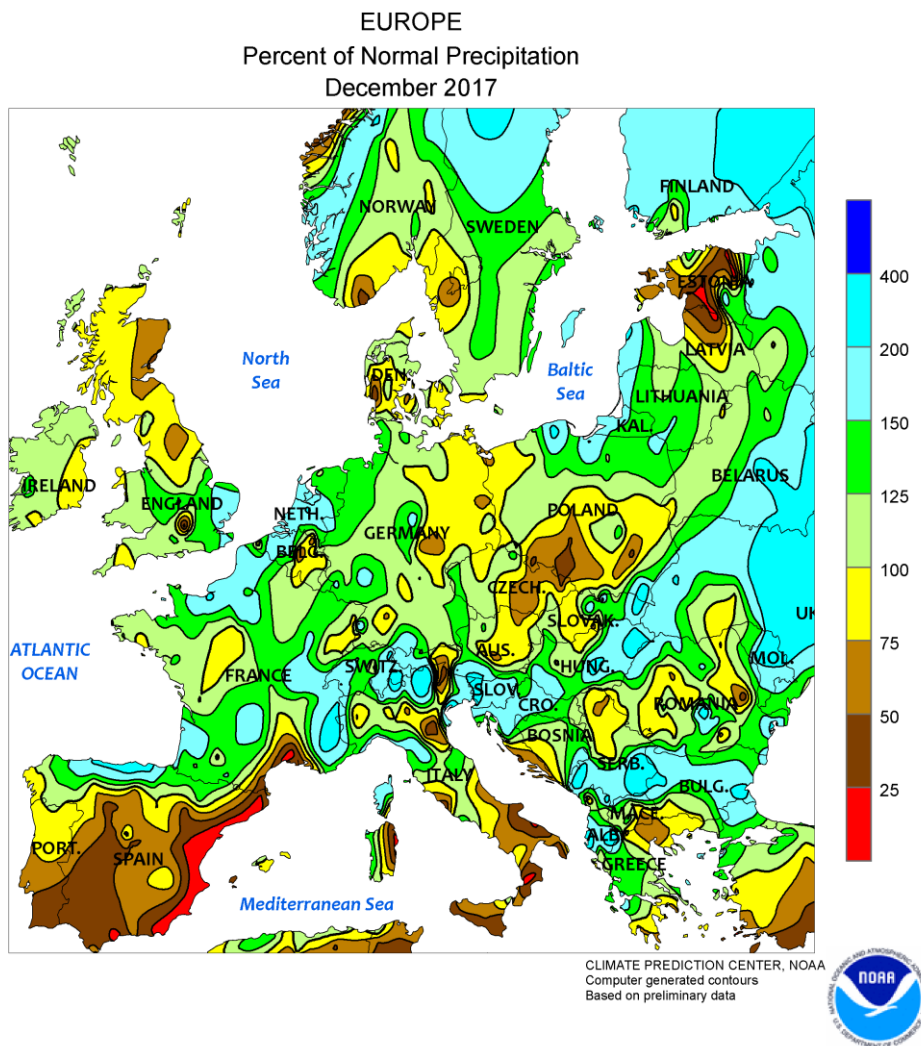 EUROPE
Percent of Normal Precipitation
December 2017
FINLAND
NORWAY
SWEDEN
ESTONIA
North
Sea
LATVIA
DEN.
Baltic
Sea
LITHUANIA
KAL.
IRELAND
ENGLAND
BELARUS
NETH.
POLAND
GERMANY
BELG.
CZECH.
SLOVAK.
UK
ATLANTIC
OCEAN
AUS.
HUNG.
MOL.
FRANCE
SWITZ.
SLOV.
CRO.
ROMANIA
BOSNIA
SERB.
ITALY
BULG.
MACE.
PORT.
SPAIN
ALB.
GREECE
Mediterranean Sea
400
200
150
125
100
75
50
25
CLIMATE PREDICTION CENTER, NOAA
Computer generated contours
Based on preliminary data
NOAA